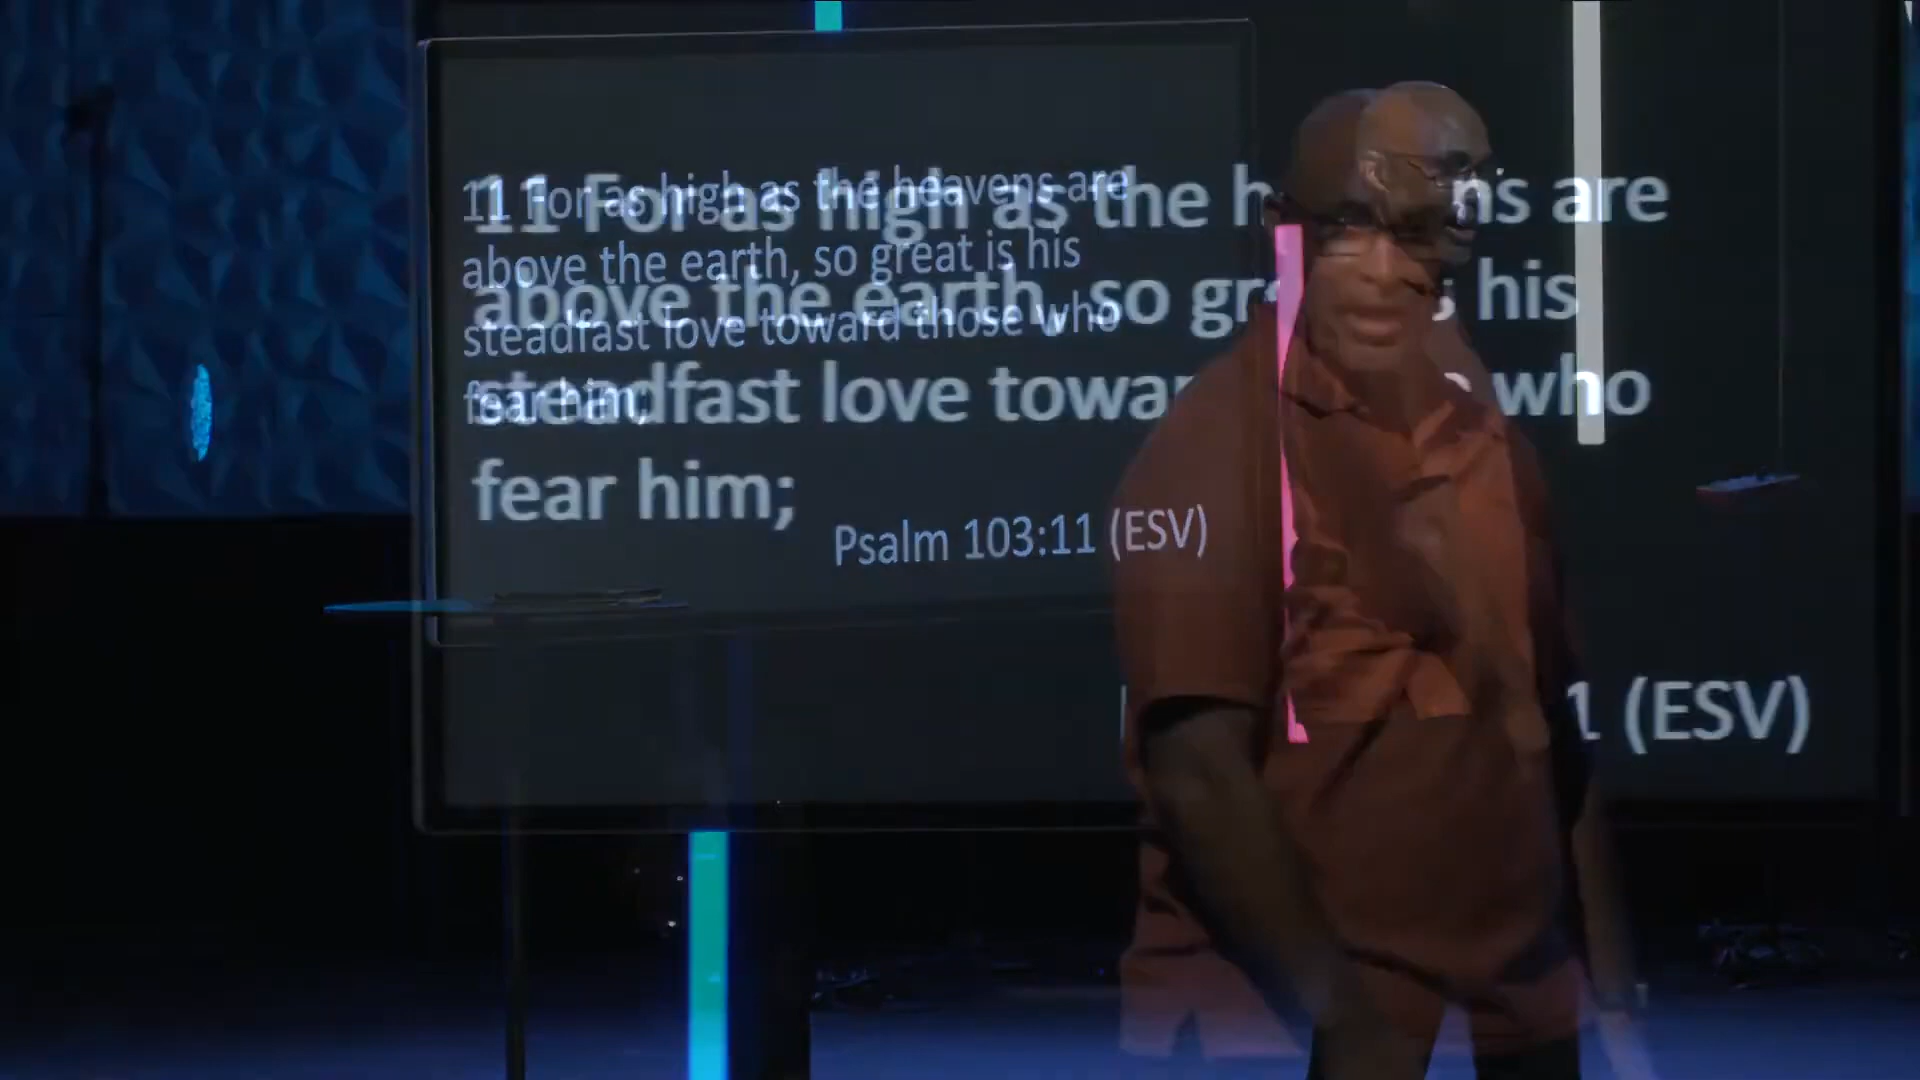 11 For as high as the heavens are
above the earth, so great is his
steadfast love toward those who
fear him;
Psalm 103:11 (ESV)
11 For as high as the h ns are
above the earth, so gr his
steadfast love towar who
fear him;
1 (ESV)